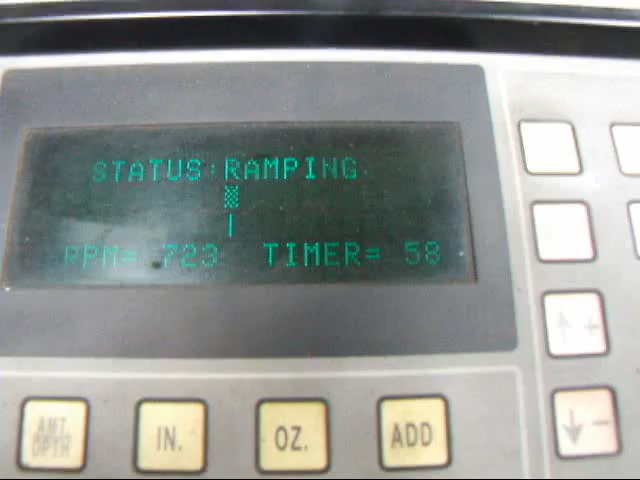 STATUS:RAMPING
RPM= 723 TIMER= 58
↑ +
↓ -
IN.
OZ.
ADD